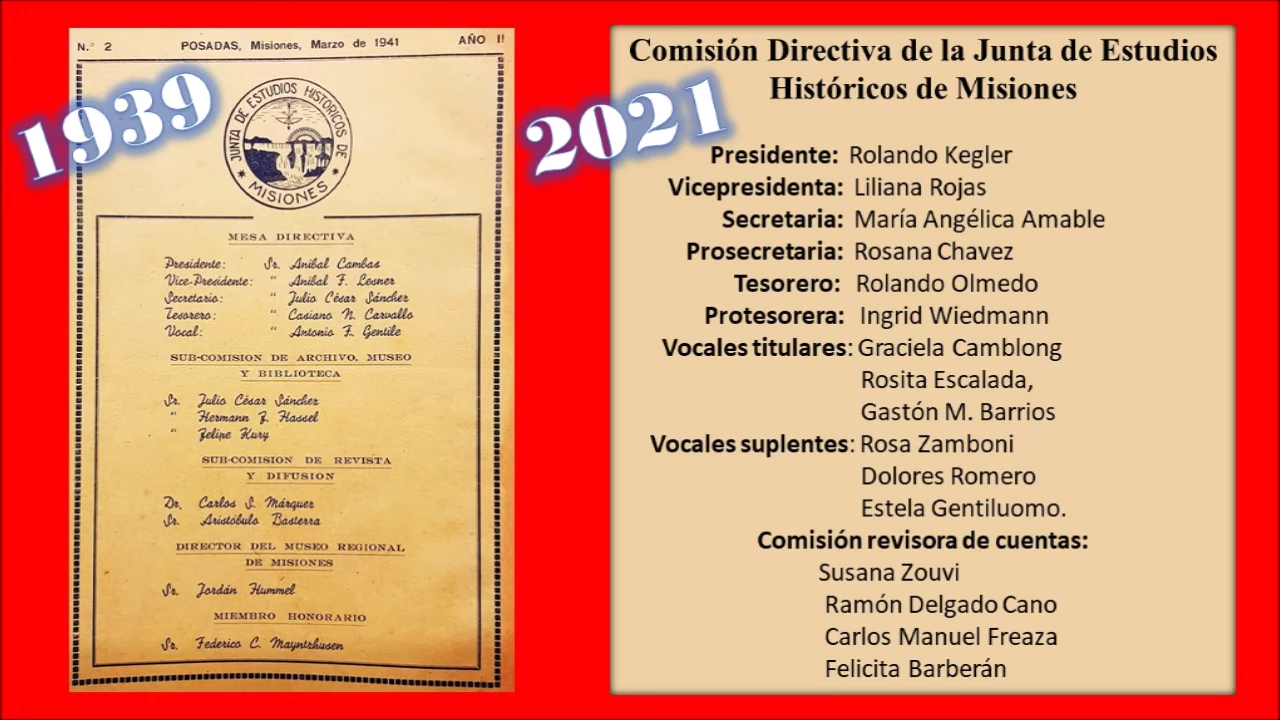 N.º 2 POSADAS, Misiones, Marzo de 1941 AÑO II
1939
JUNTA DE ESTUDIOS HISTORICOS DE
MISIONES
MESA DIRECTIVA
Presidente: Sr. Anibal Cambas
Vice-Presidente: " Anibal F. Lesner
Secretario: " Julio César Sáncher
Tesorero: " Casiano N. Carvallo
Vocal: " Antonio F. Gentile
SUB-COMISION DE ARCHIVO, MUSEO
Y BIBLIOTECA
Sr. Julio César Sáncher
" Hermann J. Hassel
" Felipe Kury
SUB-COMISION DE REVISTA
Y DIFUSION
Dr. Carlos S. Márquez
Sr. Aristóbulo Basterra
DIRECTOR DEL MUSEO REGIONAL
DE MISIONES
Sr. Jordán Hummel
MIEMBRO HONORARIO
Sr. Federico C. Mayntzhusen
2021
Comisión Directiva de la Junta de Estudios
Históricos de Misiones
Presidente: Rolando Kegler
Vicepresidenta: Liliana Rojas
Secretaria: María Angélica Amable
Prosecretaria: Rosana Chavez
Tesorero: Rolando Olmedo
Protesorera: Ingrid Wiedmann
Vocales titulares: Graciela Camblong
Rosita Escalada,
Gastón M. Barrios
Vocales suplentes: Rosa Zamboni
Dolores Romero
Estela Gentiluomo.
Comisión revisora de cuentas:
Susana Zouvi
Ramón Delgado Cano
Carlos Manuel Freaza
Felicita Barberán